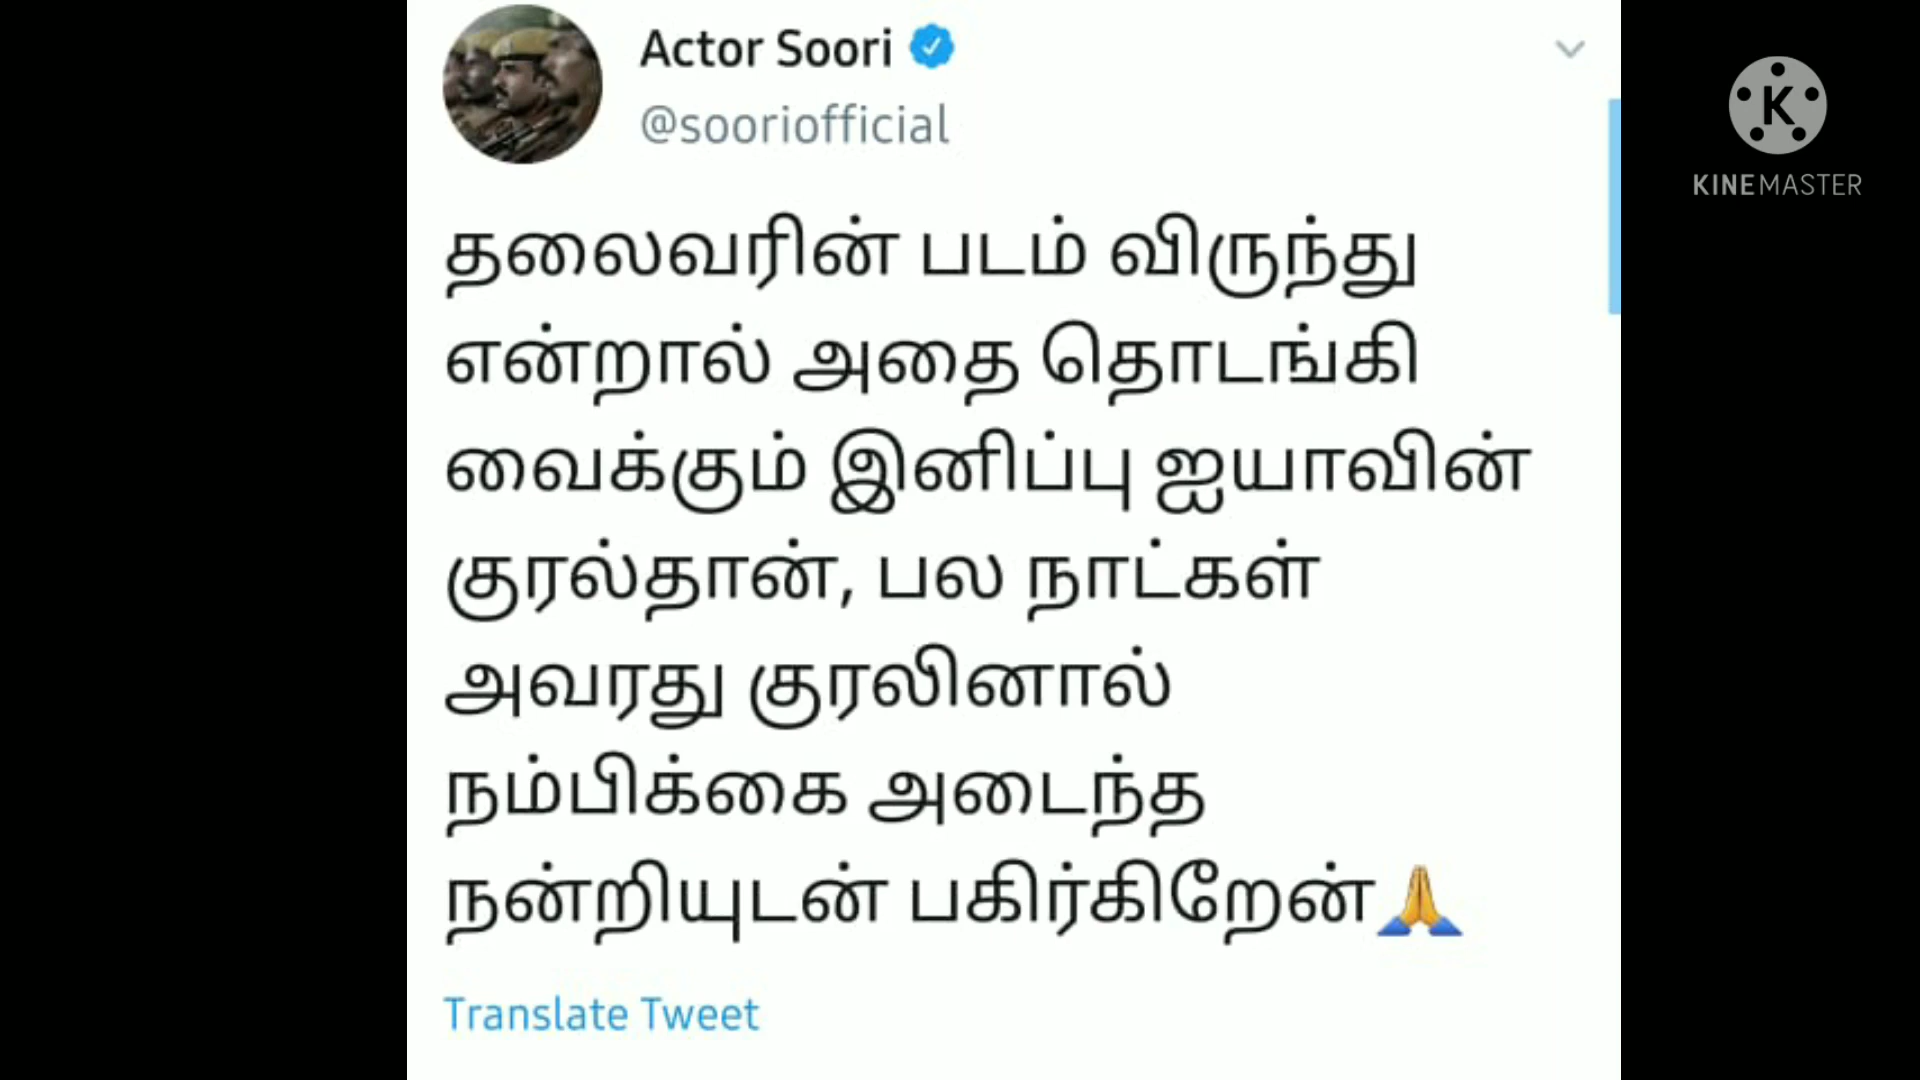 Actor Soori
@sooriofficial
தலைவரின் படம் விருந்து
என்றால் அதை தொடங்கி
வைக்கும் இனிப்பு ஐயாவின்
குரல்தான், பல நாட்கள்
அவரது குரலினால்
நம்பிக்கை அடைந்த
நன்றியுடன் பகிர்கிறேன்🙏
Translate Tweet
K
KINEMASTER